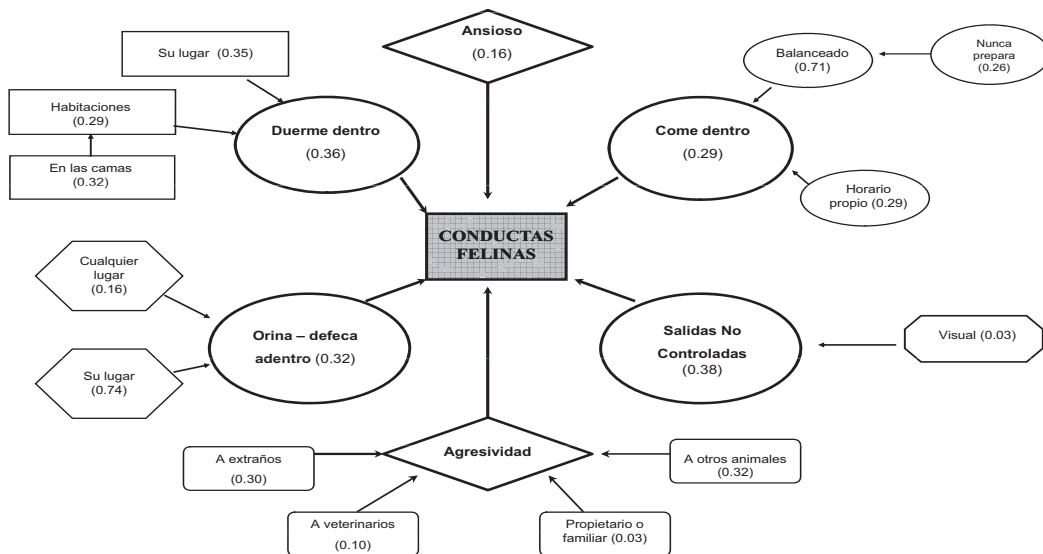 Ansioso
(0.16)
Su lugar (0.35)
Balanceado
(0.71)
Nunca
prepara
(0.26)
Habitaciones
(0.29)
Duerme dentro
(0.36)
Come dentro
(0.29)
En las camas
(0.32)
Horario
propio (0.29)
CONDUCTAS
FELINAS
Cualquier
lugar
(0.16)
Orina – defeca
adentro (0.32)
Salidas No
Controladas
(0.38)
Visual (0.03)
Su lugar
(0.74)
Agresividad
A extraños
(0.30)
A otros animales
(0.32)
A veterinarios
(0.10)
Propietario o
familiar (0.03)